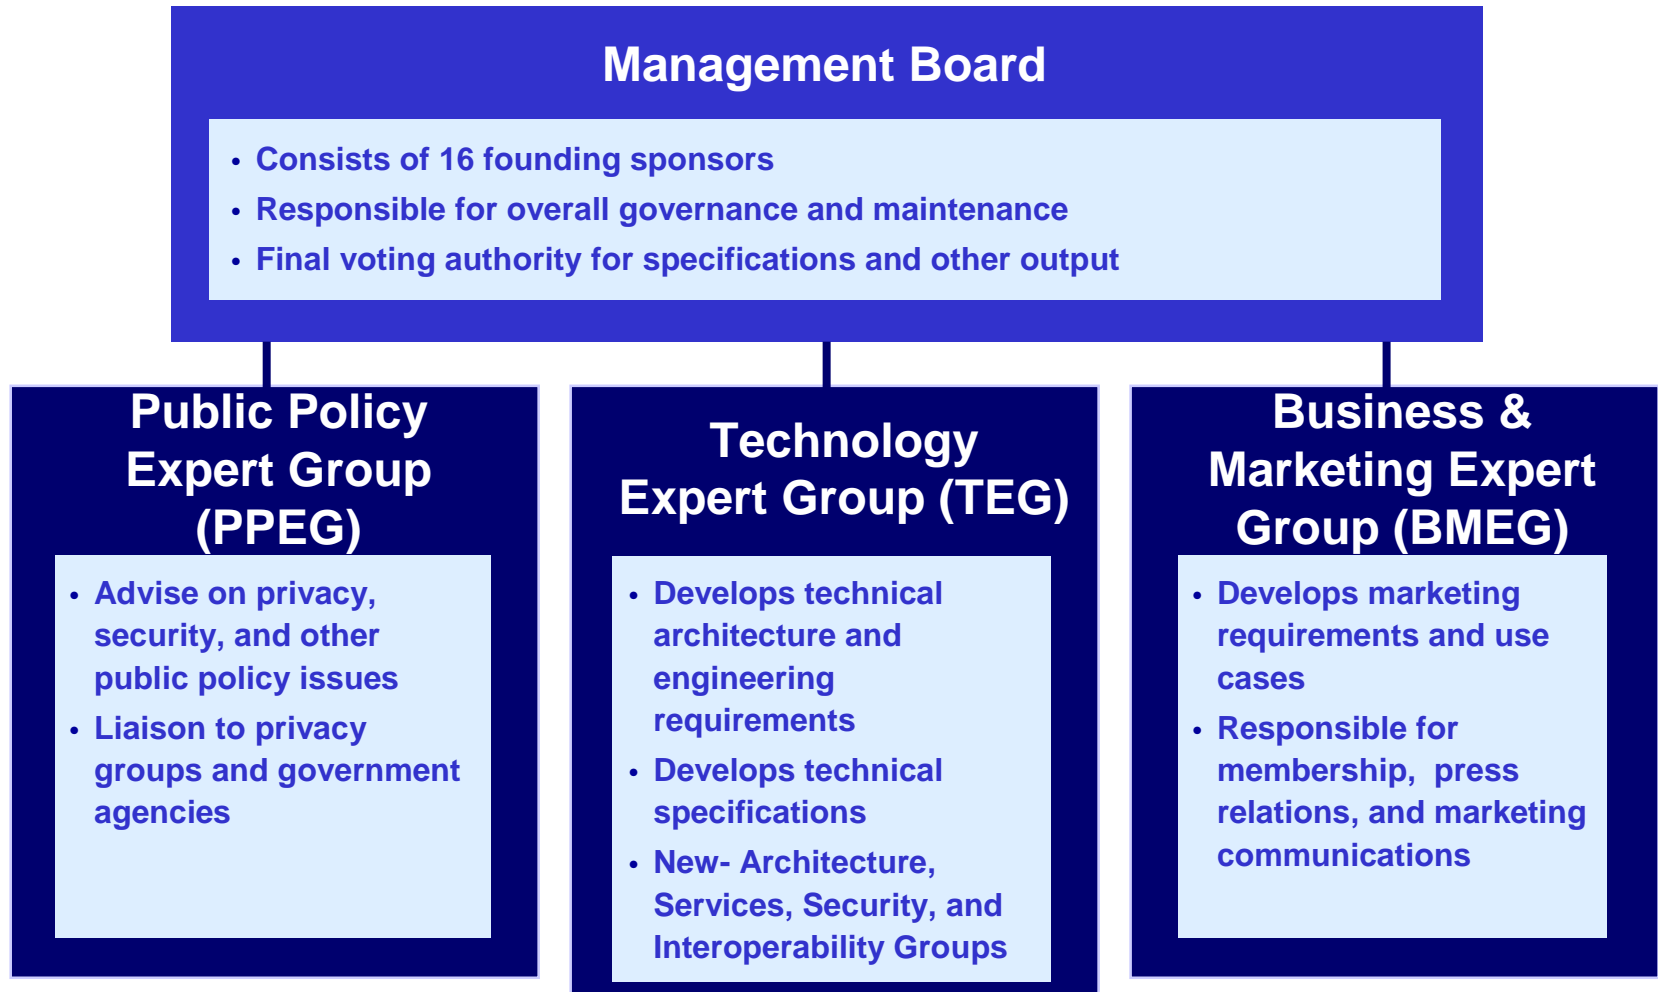 Management Board
• Consists of 16 founding sponsors
• Responsible for overall governance and maintenance
• Final voting authority for specifications and other output
Public Policy
Expert Group
(PPEG)
• Advise on privacy,
security, and other
public policy issues
• Liaison to privacy
groups and government
agencies
Technology
Expert Group (TEG)
• Develops technical
architecture and
engineering
requirements
• Develops technical
specifications
• New- Architecture,
Services, Security, and
Interoperability Groups
Business &
Marketing Expert
Group (BMEG)
• Develops marketing
requirements and use
cases
• Responsible for
membership,  press
relations, and marketing
communications